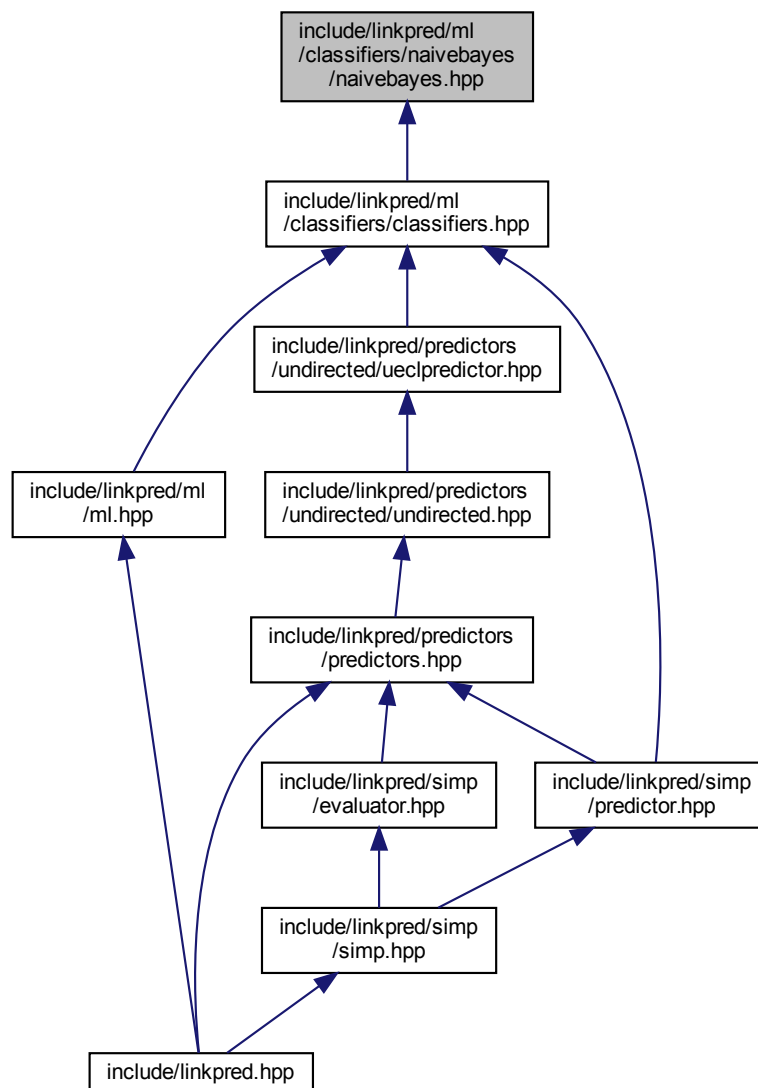 include/linkpred/ml
/classifiers/naivebayes
/naivebayes.hpp
include/linkpred/ml
/classifiers/classifiers.hpp
include/linkpred/predictors
/undirected/ueclpredictor.hpp
include/linkpred/ml
/ml.hpp
include/linkpred/predictors
/undirected/undirected.hpp
include/linkpred/predictors
/predictors.hpp
include/linkpred/simp
/evaluator.hpp
include/linkpred/simp
/predictor.hpp
include/linkpred/simp
/simp.hpp
include/linkpred.hpp